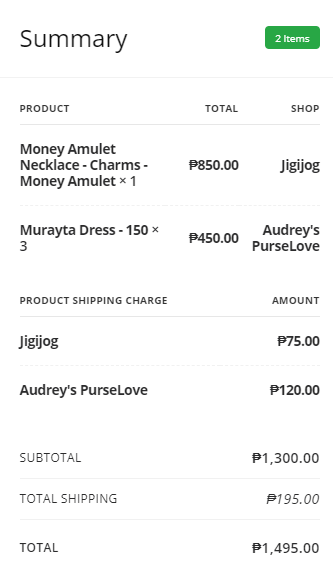 Summary
2 Items
PRODUCT TOTAL SHOP
Money Amulet
Necklace - Charms -
Money Amulet × 1
₱850.00
Jigijog
Murayta Dress - 150 ×
3
₱450.00
Audrey's
PurseLove
PRODUCT SHIPPING CHARGE AMOUNT
Jigijog ₱75.00
Audrey's PurseLove ₱120.00
SUBTOTAL ₱1,300.00
TOTAL SHIPPING ₱195.00
TOTAL ₱1,495.00